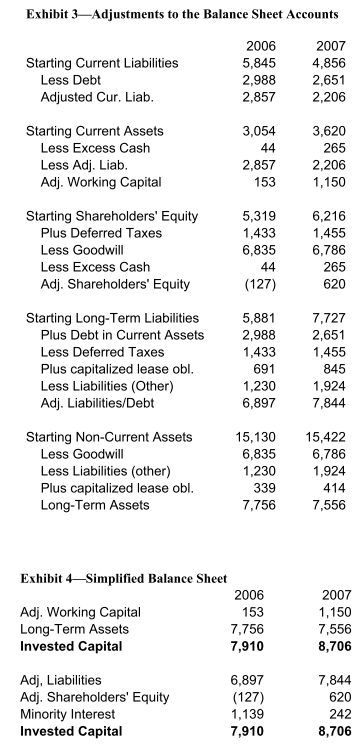 Exhibit 3—Adjustments to the Balance Sheet Accounts
2006 2007
Starting Current Liabilities 5,845 4,856
Less Debt 2,988 2,651
Adjusted Cur. Liab. 2,857 2,206
Starting Current Assets 3,054 3,620
Less Excess Cash 44 265
Less Adj. Liab. 2,857 2,206
Adj. Working Capital 153 1,150
Starting Shareholders' Equity 5,319 6,216
Plus Deferred Taxes 1,433 1,455
Less Goodwill 6,835 6,786
Less Excess Cash 44 265
Adj. Shareholders' Equity (127) 620
Starting Long-Term Liabilities 5,881 7,727
Plus Debt in Current Assets 2,988 2,651
Less Deferred Taxes 1,433 1,455
Plus capitalized lease obl. 691 845
Less Liabilities (Other) 1,230 1,924
Adj. Liabilities/Debt 6,897 7,844
Starting Non-Current Assets 15,130 15,422
Less Goodwill 6,835 6,786
Less Liabilities (other) 1,230 1,924
Plus capitalized lease obl. 339 414
Long-Term Assets 7,756 7,556
Exhibit 4—Simplified Balance Sheet
2006 2007
Adj. Working Capital 153 1,150
Long-Term Assets 7,756 7,556
Invested Capital 7,910 8,706
Adj, Liabilities 6,897 7,844
Adj. Shareholders' Equity (127) 620
Minority Interest 1,139 242
Invested Capital 7,910 8,706